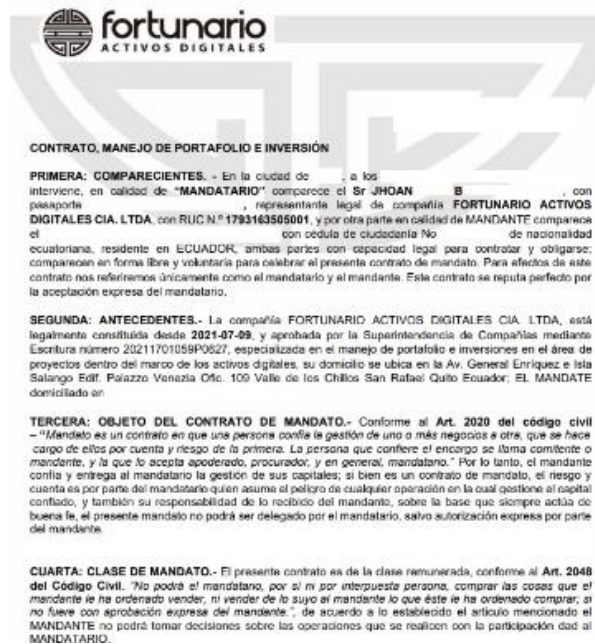 fortunario
ACTIVOS DIGITALES
CONTRATO, MANEJO DE PORTAFOLIO E INVERSIÓN
PRIMERA: COMPARECIENTES. - En la ciudad de , a los
interviene, en calidad de "MANDATARIO" comparece el Sr JHOAN B , con
pasaporte , representante legal de compañía FORTUNARIO ACTIVOS
DIGITALES CIA. LTDA, con RUC N.º 1793163505001, y por otra parte en calidad de MANDANTE comparece
el con cédula de ciudadanía No de nacionalidad
ecuatoriana, residente en ECUADOR, ambas partes con capacidad legal para contratar y obligarse;
comparecen en forma libre y voluntaria para celebrar el presente contrato de mandato. Para efectos de este
contrato nos referiremos únicamente como el mandatario y el mandante. Este contrato se reputa perfecto por
la aceptación expresa del mandatario.
SEGUNDA: ANTECEDENTES.- La compañía FORTUNARIO ACTIVOS DIGITALES CIA. LTDA, está
legalmente constituida desde 2021-07-09, y aprobada por la Superintendencia de Compañías mediante
Escritura número 20211701059P0627, especializada en el manejo de portafolio e inversiones en el área de
proyectos dentro del marco de los activos digitales, su domicilio se ubica en la Av. General Enríquez e Isla
Salango Edif. Palazzo Venezia Ofic. 109 Valle de los Chillos San Rafael Quito Ecuador; EL MANDATE
domiciliado en
TERCERA: OBJETO DEL CONTRATO DE MANDATO.- Conforme al Art. 2020 del código civil
– "Mandato es un contrato en que una persona confía la gestión de uno o más negocios a otra, que se hace
cargo de ellos por cuenta y riesgo de la primera. La persona que confiere el encargo se llama comitente o
mandante, y la que lo acepta apoderado, procurador, y en general, mandatario." Por lo tanto, el mandante
confía y entrega al mandatario la gestión de sus capitales; si bien es un contrato de mandato, el riesgo y
cuenta es por parte del mandatario quien asume el peligro de cualquier operación en la cual gestione el capital
confiado, y también su responsabilidad de lo recibido del mandante, sobre la base que siempre actúa de
buena fe, el presente mandato no podrá ser delegado por el mandatario, salvo autorización expresa por parte
del mandante.
CUARTA: CLASE DE MANDATO.- El presente contrato es de la clase remunerada, conforme al Art. 2048
del Código Civil. "No podrá el mandatario, por si ni por interpuesta persona, comprar las cosas que el
mandante le ha ordenado vender, ni vender de lo suyo al mandante lo que éste le ha ordenado comprar, si
no fuere con aprobación expresa del mandante.", de acuerdo a lo establecido el artículo mencionado el
MANDANTE no podrá tomar decisiones sobre las operaciones que se realicen con la participación dad al
MANDATARIO.